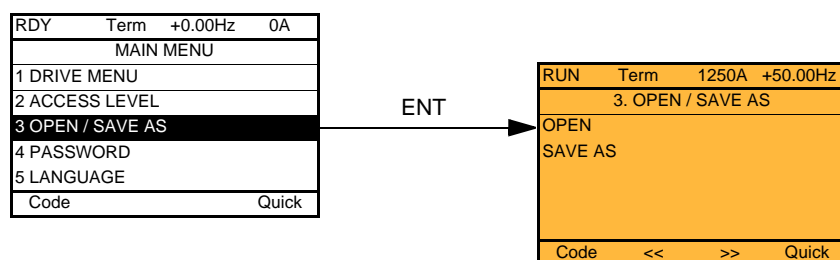 RDY Term +0.00Hz 0A
MAIN MENU
1 DRIVE MENU
2 ACCESS LEVEL
3 OPEN / SAVE AS
4 PASSWORD
5 LANGUAGE
Code Quick
ENT
RUN Term 1250A +50.00Hz
3. OPEN / SAVE AS
OPEN
SAVE AS
Code << >> Quick